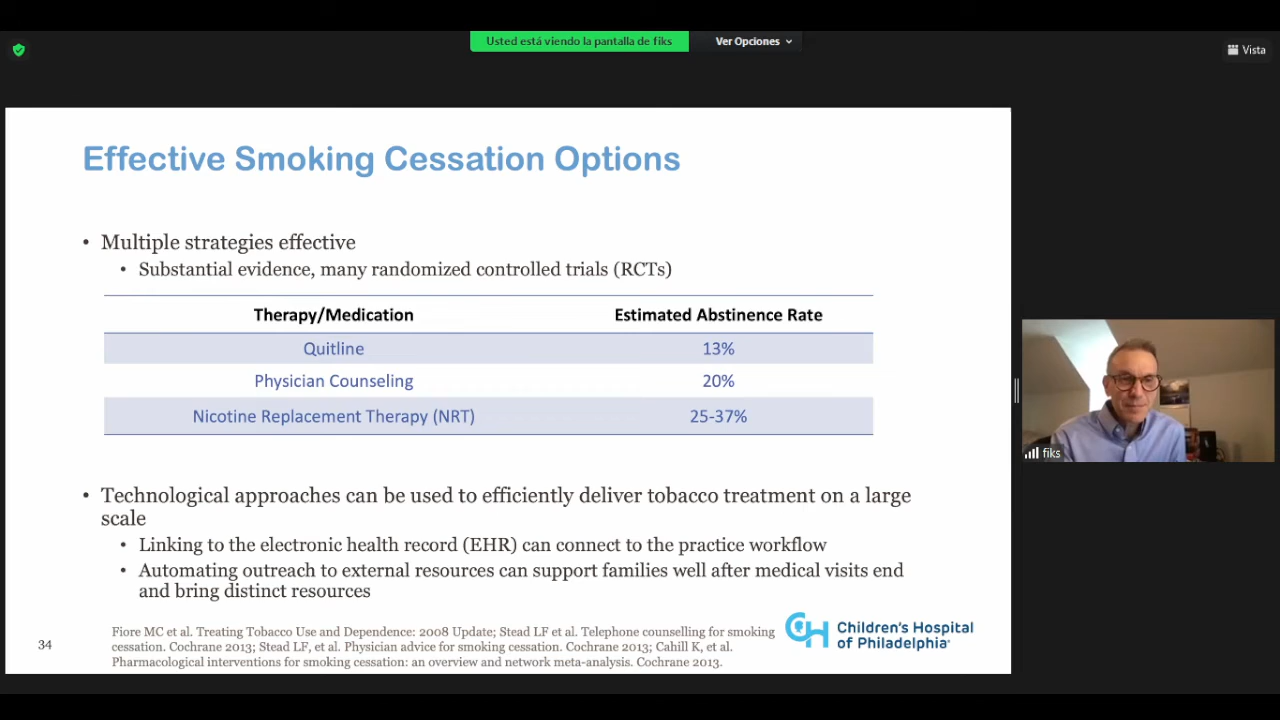 Usted está viendo la pantalla de fiks
Ver Opciones
Vista
Effective Smoking Cessation Options
• Multiple strategies effective
• Substantial evidence, many randomized controlled trials (RCTs)
Therapy/Medication Estimated Abstinence Rate
Quitline 13%
Physician Counseling 20%
Nicotine Replacement Therapy (NRT) 25-37%
fiks
• Technological approaches can be used to efficiently deliver tobacco treatment on a large
scale
• Linking to the electronic health record (EHR) can connect to the practice workflow
• Automating outreach to external resources can support families well after medical visits end
and bring distinct resources
34
Fiore MC et al. Treating Tobacco Use and Dependence: 2008 Update; Stead LF et al. Telephone counselling for smoking
cessation. Cochrane 2013; Stead LF, et al. Physician advice for smoking cessation. Cochrane 2013; Cahill K, et al.
Pharmacological interventions for smoking cessation: an overview and network meta-analysis. Cochrane 2013.
Children's Hospital
of Philadelphia